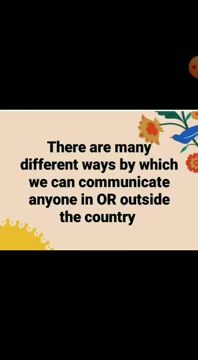 There are many
different ways by which
we can communicate
anyone in OR outside
the country